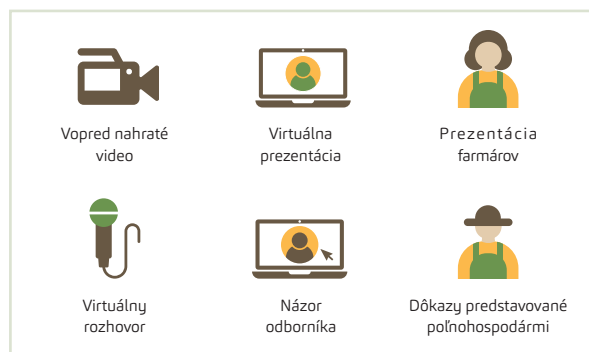 Vopred nahraté
video
Virtuálna
prezentácia
Prezentácia
farmárov
Virtuálny
rozhovor
Názor
odborníka
Dôkazy predstavované
poľnohospodármi